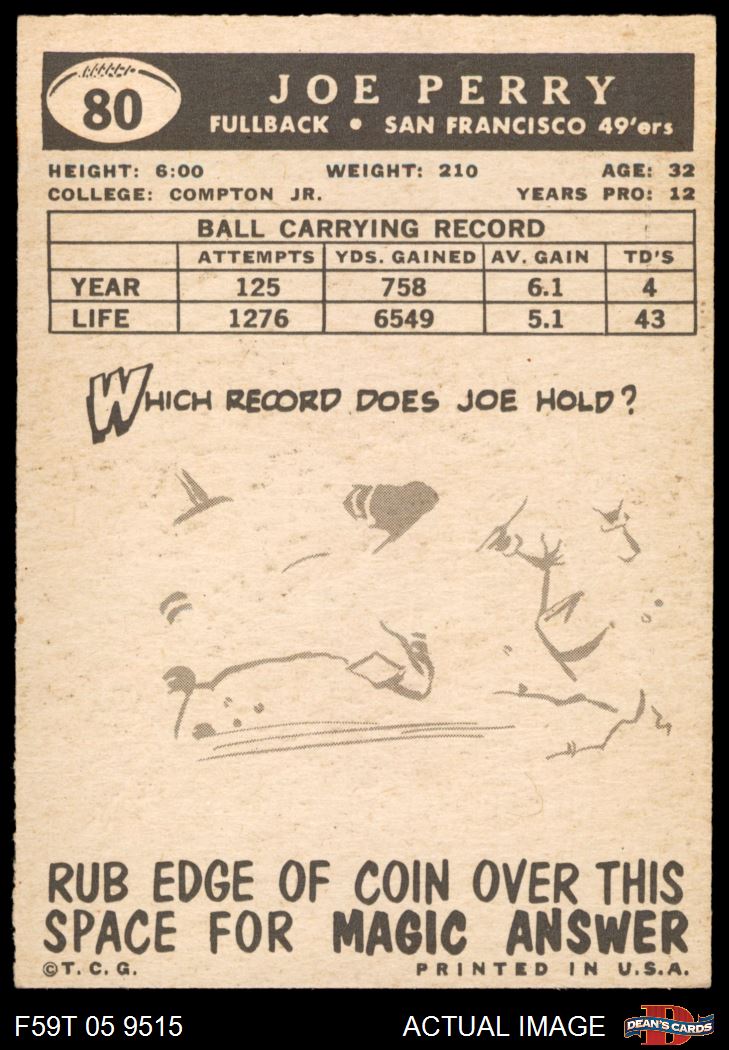 80
JOE PERRY
FULLBACK • SAN FRANCISCO 49'ers
HEIGHT: 6:00 WEIGHT: 210 AGE: 32
COLLEGE: COMPTON JR. YEARS PRO: 12
BALL CARRYING RECORD
ATTEMPTS YDS. GAINED AV. GAIN TD'S
YEAR 125 758 6.1 4
LIFE 1276 6549 5.1 43
WHICH RECORD DOES JOE HOLD?
RUB EDGE OF COIN OVER THIS
SPACE FOR MAGIC ANSWER
©T.C.G. PRINTED IN U.S.A.
F59T 05 9515 ACTUAL IMAGE DEAN'S CARDS